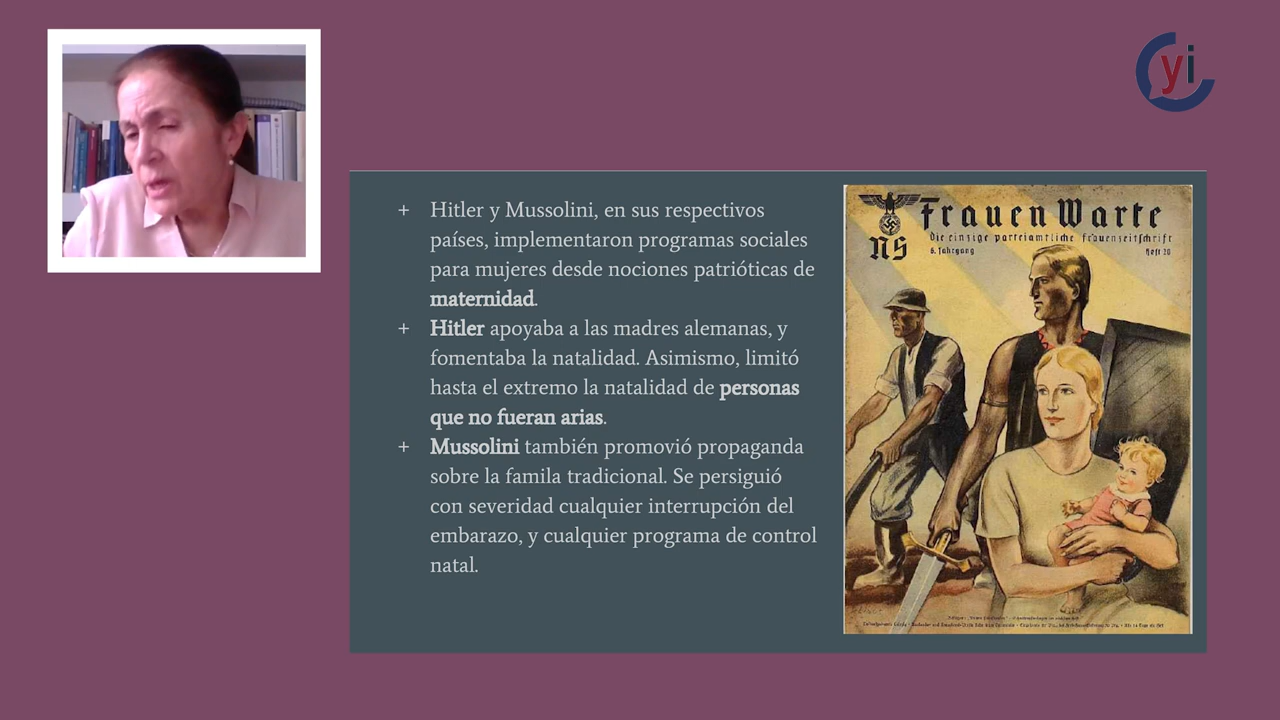 yi
+ Hitler y Mussolini, en sus respectivos
países, implementaron programas sociales
para mujeres desde nociones patrióticas de
maternidad.
+ Hitler apoyaba a las madres alemanas, y
fomentaba la natalidad. Asimismo, limitó
hasta el extremo la natalidad de personas
que no fueran arias.
+ Mussolini también promovió propaganda
sobre la famila tradicional. Se persiguió
con severidad cualquier interrupción del
embarazo, y cualquier programa de control
natal.
Frauen Warte
Die einzige parteiamtliche Frauenzeitschrift
NS
6. Jahrgang
Heft 20